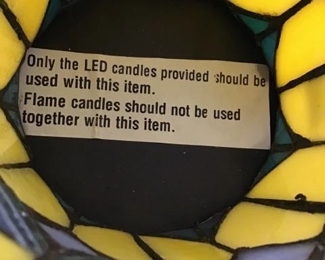 Only the LED candles provided should be
used with this item.
Flame candles should not be used
together with this item.